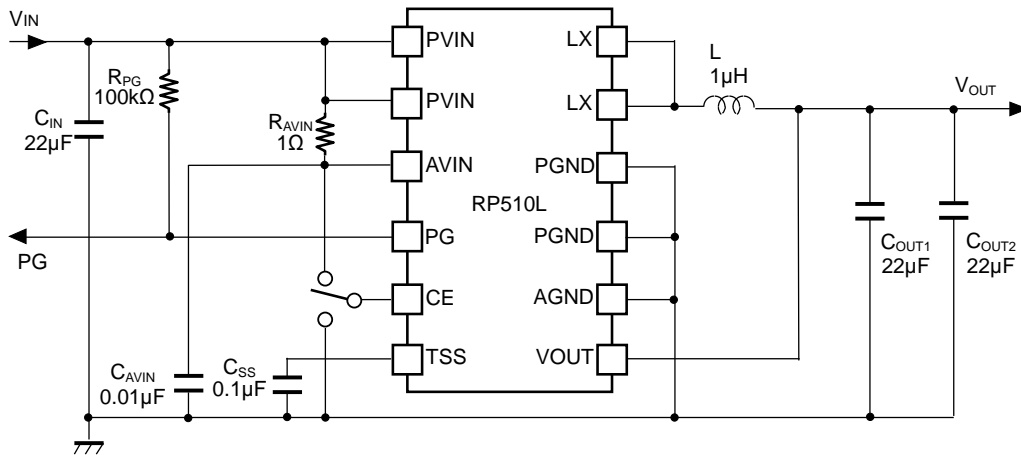 VIN
PVIN
LX
L
1µH
RPG
100kΩ
VOUT
PVIN
LX
CIN
22µF
RAVIN
1Ω
AVIN
PGND
RP510L
PG
PG
PGND
COUT1
22µF
COUT2
22µF
CE
AGND
TSS
VOUT
CAVIN
0.01µF
CSS
0.1µF